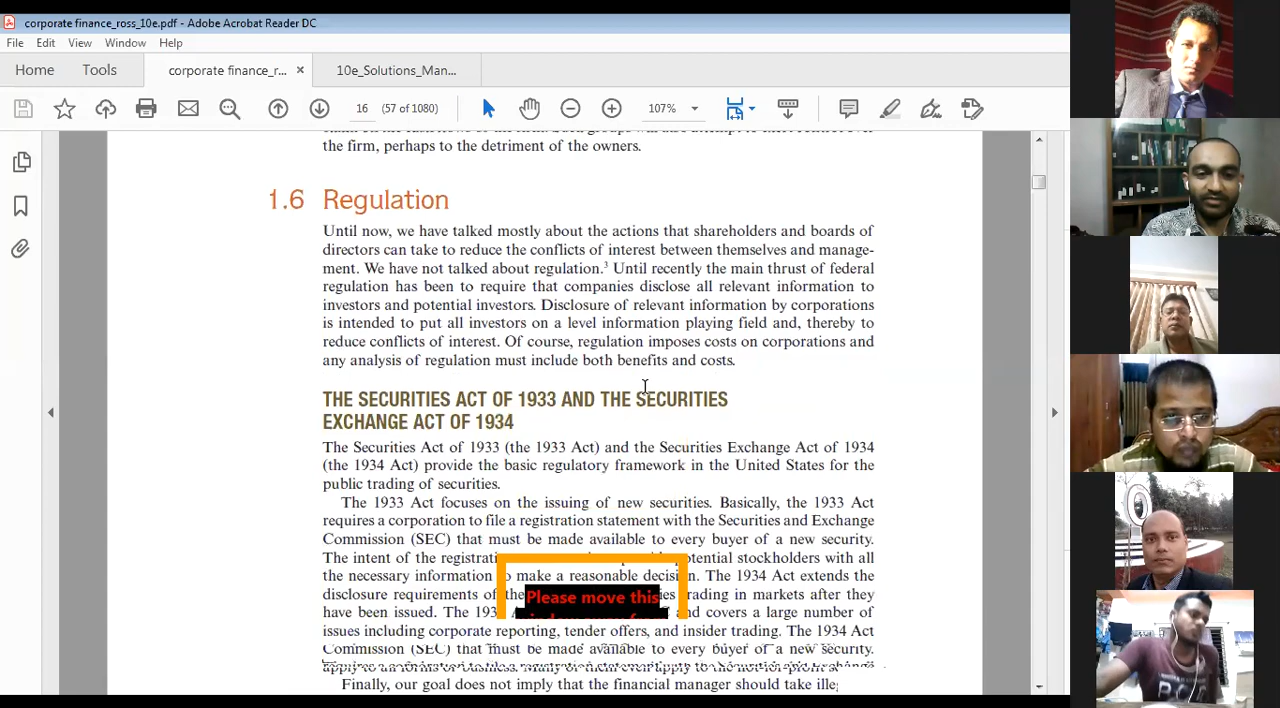 corporate finance_ross_10e.pdf - Adobe Acrobat Reader DC
File Edit View Window Help
Home Tools corporate finance_r... × 10e_Solutions_Man...
16 (57 of 1080) 107%
the firm, perhaps to the detriment of the owners.
1.6 Regulation
Until now, we have talked mostly about the actions that shareholders and boards of
directors can take to reduce the conflicts of interest between themselves and manage-
ment. We have not talked about regulation.³ Until recently the main thrust of federal
regulation has been to require that companies disclose all relevant information to
investors and potential investors. Disclosure of relevant information by corporations
is intended to put all investors on a level information playing field and, thereby to
reduce conflicts of interest. Of course, regulation imposes costs on corporations and
any analysis of regulation must include both benefits and costs.
THE SECURITIES ACT OF 1933 AND THE SECURITIES
EXCHANGE ACT OF 1934
The Securities Act of 1933 (the 1933 Act) and the Securities Exchange Act of 1934
(the 1934 Act) provide the basic regulatory framework in the United States for the
public trading of securities.
The 1933 Act focuses on the issuing of new securities. Basically, the 1933 Act
requires a corporation to file a registration statement with the Securities and Exchange
Commission (SEC) that must be made available to every buyer of a new security.
The intent of the potential stockholders with all
the necessary information to make a reasonable decision. The 1934 Act extends the
disclosure requirements of trading in markets after they
Please move this
have been issued. The and covers a large number of
issues including corporate reporting, tender offers, and insider trading. The 1934 Act
Commission (SEC) that must be made available to every buyer of a new security.
Finally, our goal does not imply that the financial manager should take